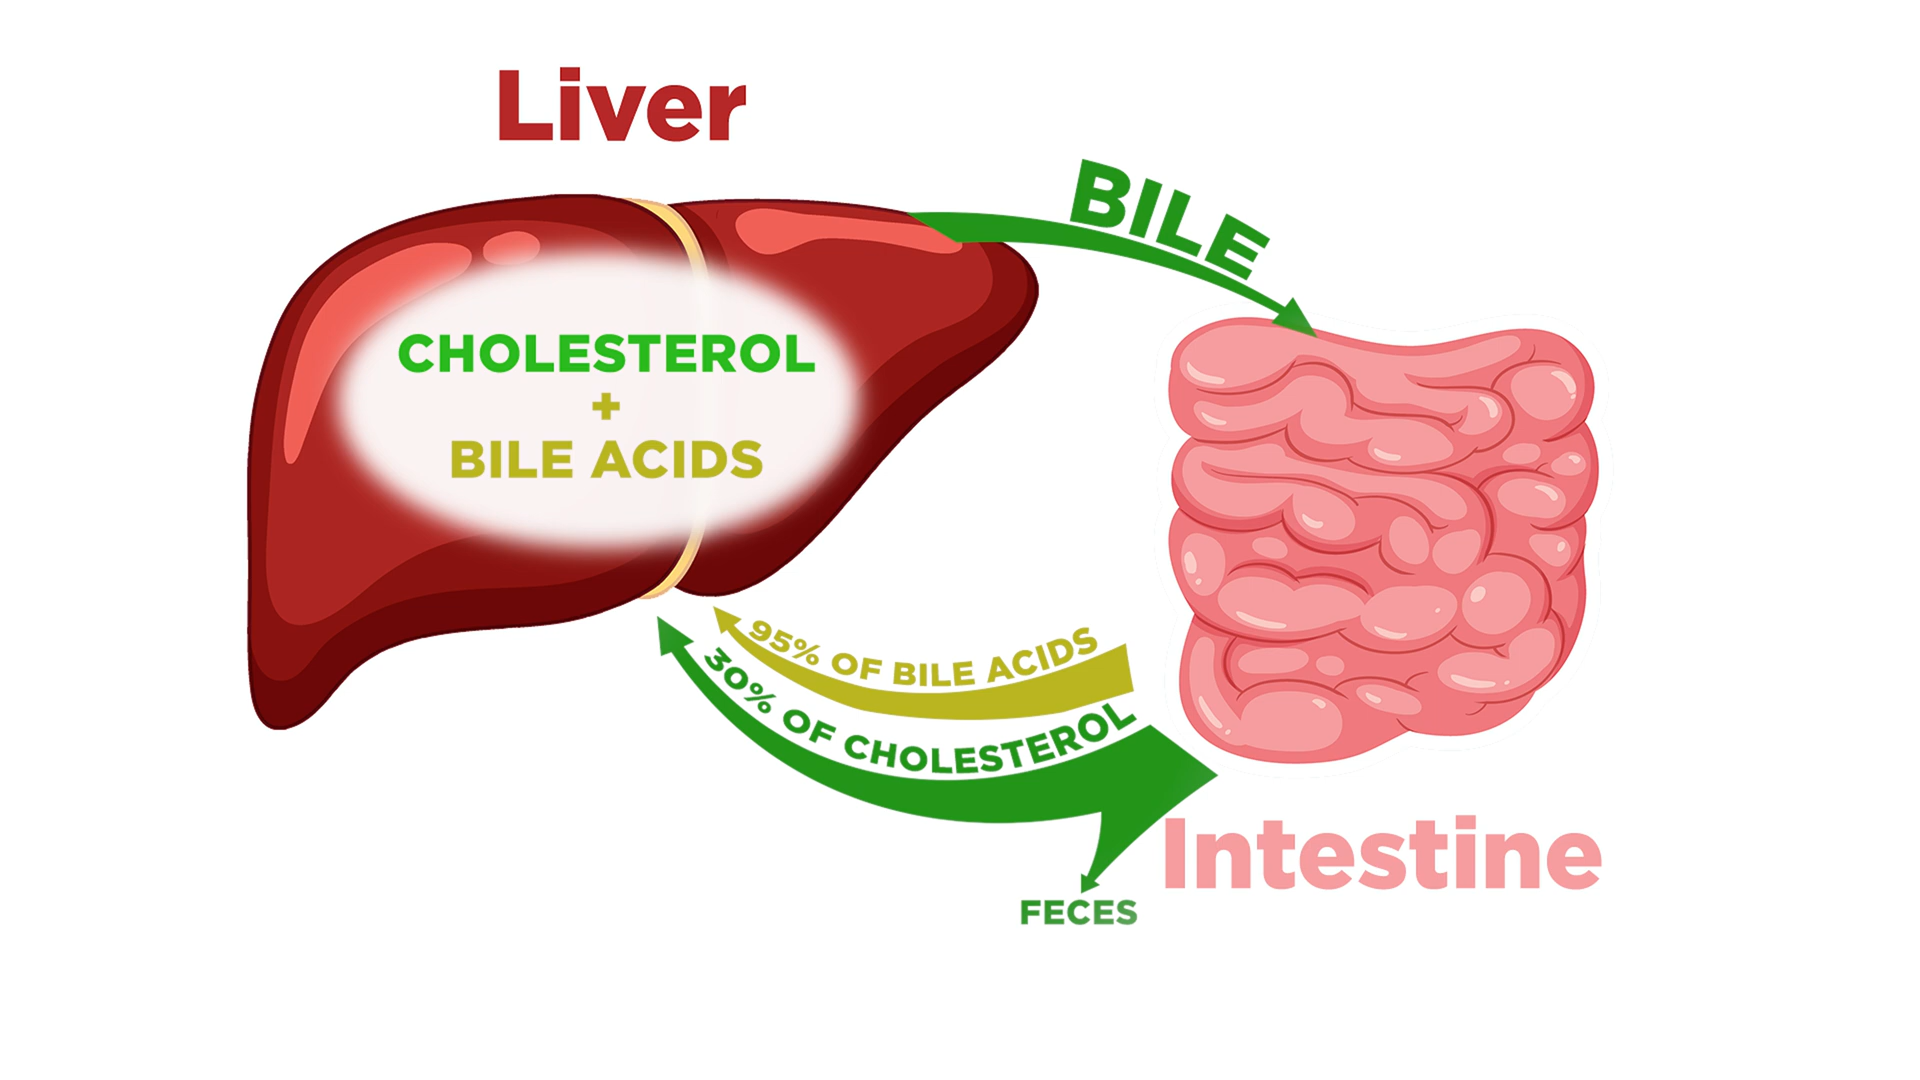 Liver
BILE
CHOLESTEROL
+
BILE ACIDS
95% OF BILE ACIDS
30% OF CHOLESTEROL
Intestine
FECES